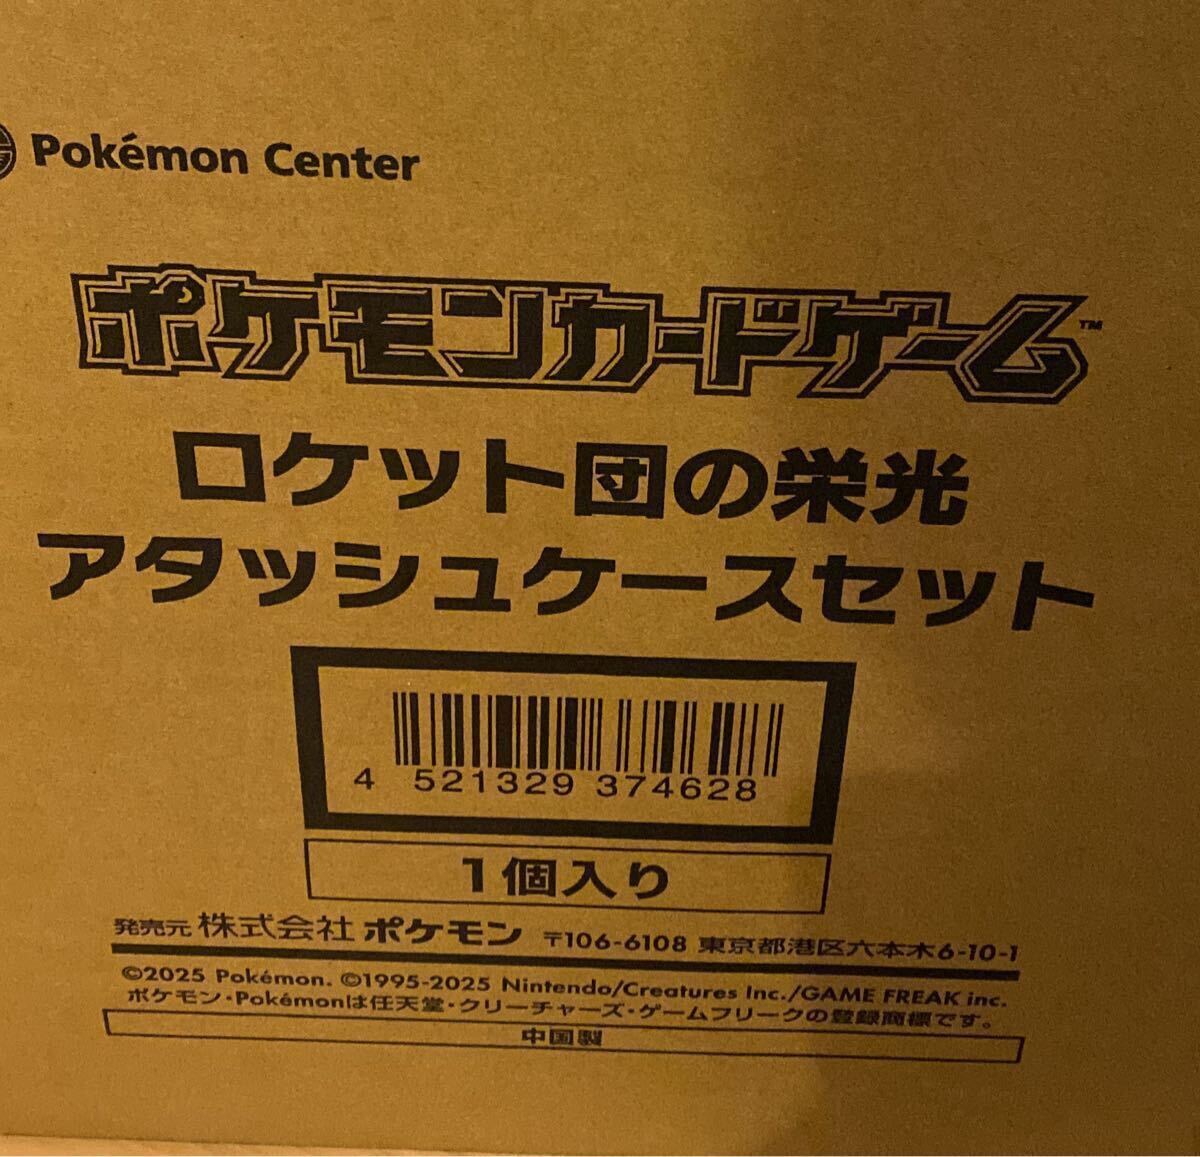 Pokémon Center
ポケモンカードゲーム™
ロケット団の栄光
アタッシュケースセット
4 521329 374628
1個入り
発売元 株式会社 ポケモン 〒106-6108 東京都港区六本木6-10-1
©2025 Pokémon. ©1995-2025 Nintendo/Creatures Inc./GAME FREAK inc.
ポケモン・Pokémonは任天堂・クリーチャーズ・ゲームフリークの登録商標です。
中国製